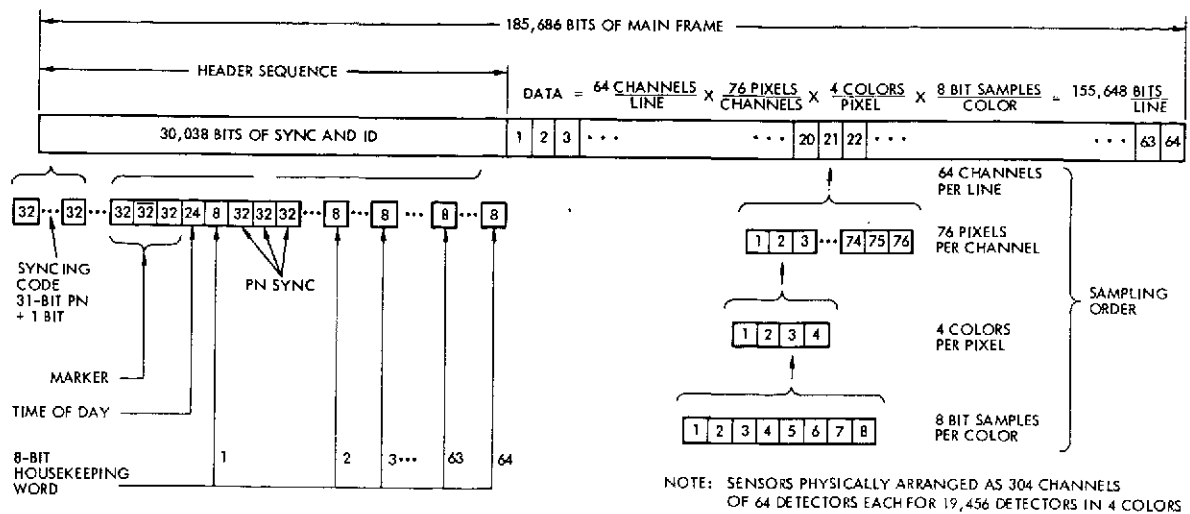 185,686 BITS OF MAIN FRAME
HEADER SEQUENCE
DATA = 64 CHANNELS/LINE × 76 PIXELS/CHANNELS × 4 COLORS/PIXEL × 8 BIT SAMPLES/COLOR = 155,648 BITS/LINE
30,038 BITS OF SYNC AND ID 1 2 3 ··· ··· 20 21 22 ··· ··· 63 64
64 CHANNELS
PER LINE
32 ··· 32 ··· 32 32 32 24 8 32 32 32 ··· 8 ··· 8 ··· 8 ··· 8
1 2 3 ··· 74 75 76
76 PIXELS
PER CHANNEL
SYNCING
CODE
31-BIT PN
+ 1 BIT
PN SYNC
SAMPLING
ORDER
1 2 3 4
4 COLORS
PER PIXEL
MARKER
TIME OF DAY
1 2 3 4 5 6 7 8
8 BIT SAMPLES
PER COLOR
8-BIT
HOUSEKEEPING
WORD
1 2 3··· 63 64
NOTE: SENSORS PHYSICALLY ARRANGED AS 304 CHANNELS
OF 64 DETECTORS EACH FOR 19,456 DETECTORS IN 4 COLORS